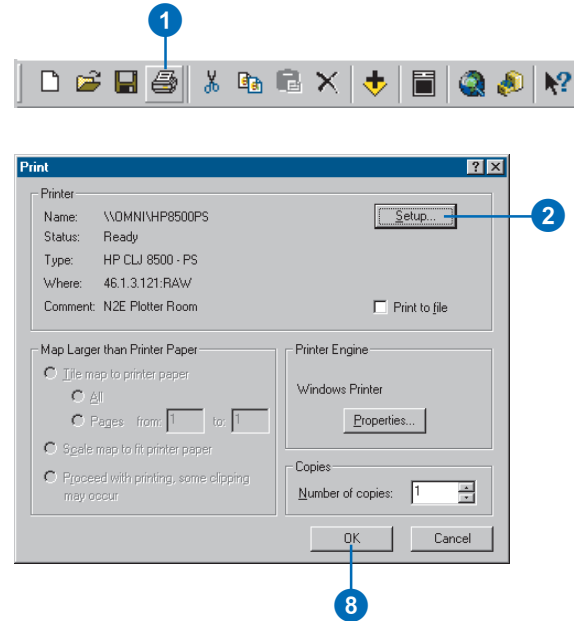 1
?
Print
Printer
Name: \\OMNI\HP8500PS
Setup...
2
Status: Ready
Type: HP CLJ 8500 - PS
Where: 46.1.3.121:RAW
Comment: N2E Plotter Room
Print to file
Map Larger than Printer Paper
Tile map to printer paper
All
Pages from: 1 to: 1
Scale map to fit printer paper
Proceed with printing, some clipping
may occur
Printer Engine
Windows Printer
Properties...
Copies
Number of copies: 1
OK
Cancel
8